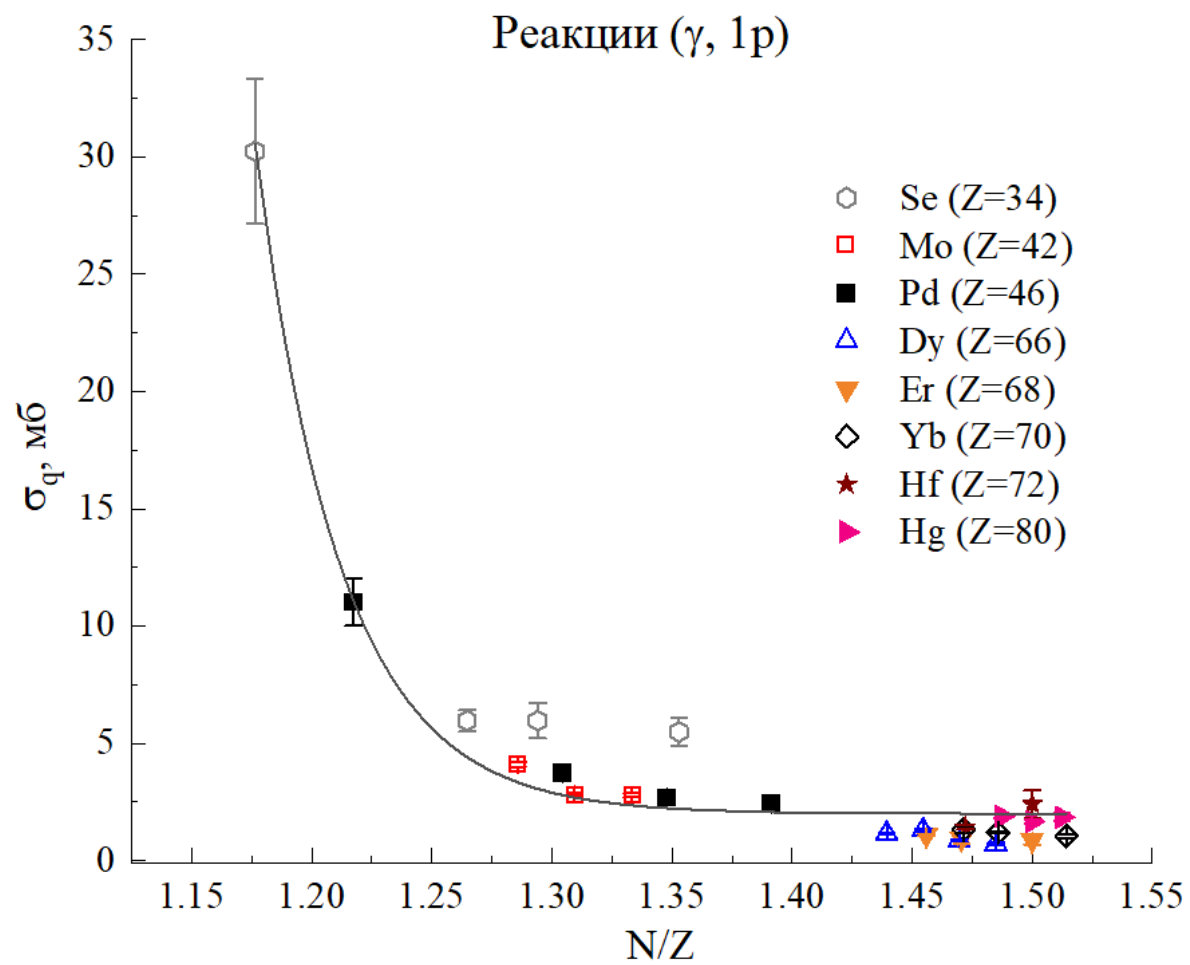 Реакции (γ, 1p)
35
30
25
20
15
10
5
0
σq, мб
Se (Z=34)
Mo (Z=42)
Pd (Z=46)
Dy (Z=66)
Er (Z=68)
Yb (Z=70)
Hf (Z=72)
Hg (Z=80)
1.15 1.20 1.25 1.30 1.35 1.40 1.45 1.50 1.55
N/Z